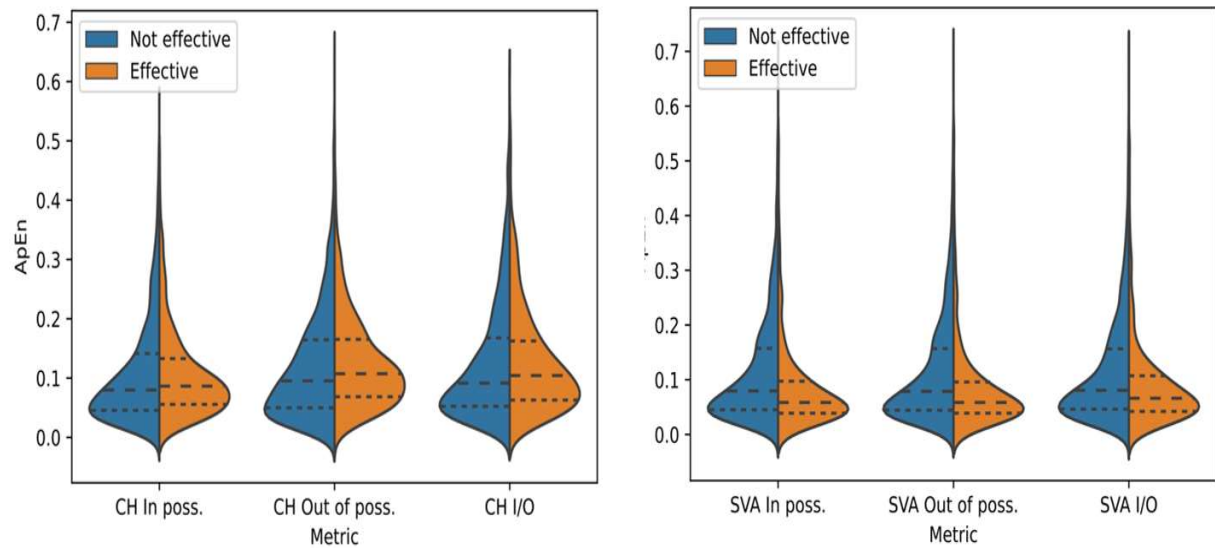 0.7
0.6
0.5
0.4
0.3
0.2
0.1
0.0
ApEn
Not effective
Effective
CH In poss.
CH Out of poss.
CH I/O
Metric
0.7
0.6
0.5
0.4
0.3
0.2
0.1
0.0
Not effective
Effective
SVA In poss.
SVA Out of poss.
SVA I/O
Metric